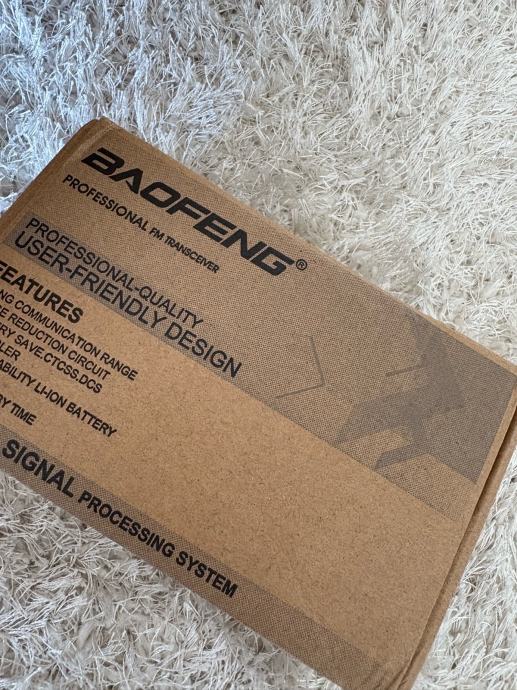 BAOFENG®
PROFESSIONAL FM TRANSCEIVER
PROFESSIONAL-QUALITY
USER-FRIENDLY DESIGN
FEATURES
COMMUNICATION RANGE
REDUCTION CIRCUIT
SAVE.CTCSS.DCS
LI-ION BATTERY
TIME
SIGNAL PROCESSING SYSTEM